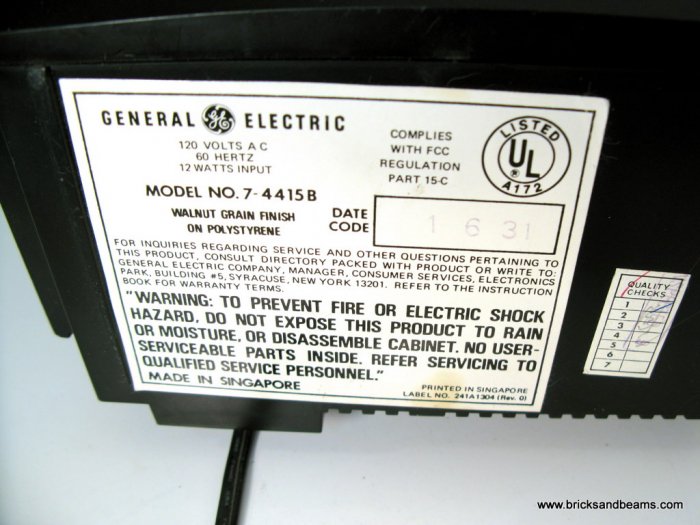 GENERAL GE ELECTRIC
120 VOLTS A C
60 HERTZ
12 WATTS INPUT
COMPLIES
WITH FCC
REGULATION
PART 15-C
LISTED
UL
A172
MODEL NO. 7-4415B
WALNUT GRAIN FINISH
ON POLYSTYRENE
DATE
CODE
1 6 31
FOR INQUIRIES REGARDING SERVICE AND OTHER QUESTIONS PERTAINING TO
THIS PRODUCT, CONSULT DIRECTORY PACKED WITH PRODUCT OR WRITE TO:
GENERAL ELECTRIC COMPANY, MANAGER, CONSUMER SERVICES, ELECTRONICS
PARK, BUILDING #5, SYRACUSE, NEW YORK 13201. REFER TO THE INSTRUCTION
BOOK FOR WARRANTY TERMS.
"WARNING: TO PREVENT FIRE OR ELECTRIC SHOCK
HAZARD, DO NOT EXPOSE THIS PRODUCT TO RAIN
OR MOISTURE, OR DISASSEMBLE CABINET. NO USER-
SERVICEABLE PARTS INSIDE. REFER SERVICING TO
QUALIFIED SERVICE PERSONNEL."
MADE IN SINGAPORE
PRINTED IN SINGAPORE
LABEL NO. 241A1304 (Rev. 0)
QUALITY
CHECKS
1
2
3
4
5
6
7
www.bricksandbeams.com